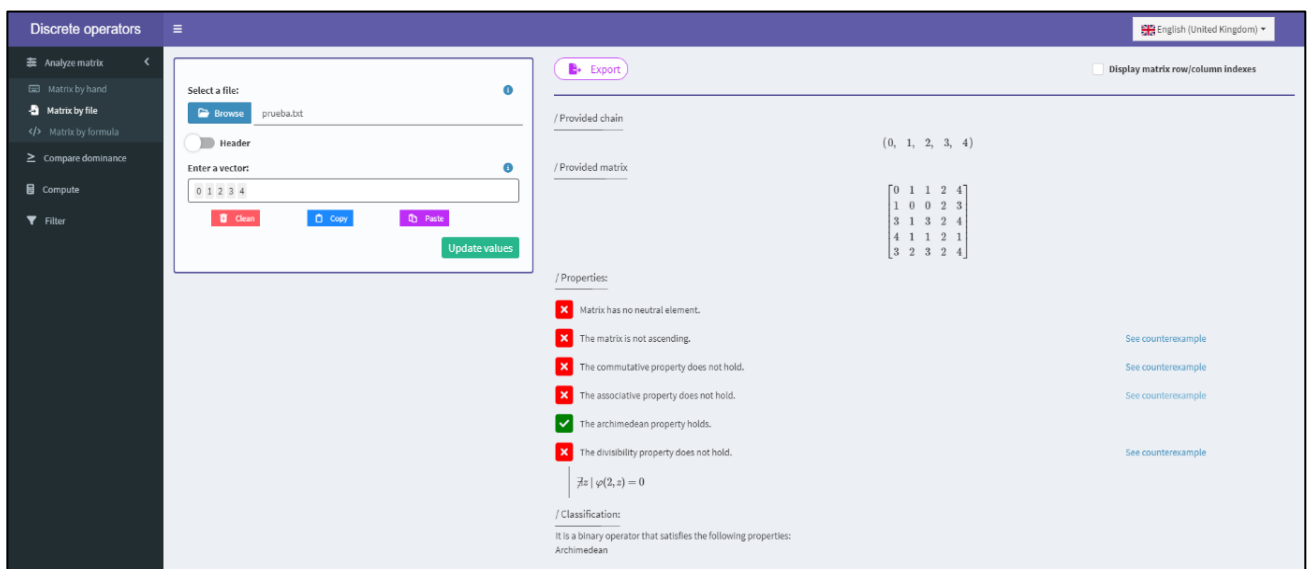 Discrete operators
English (United Kingdom)
Analyze matrix
Matrix by hand
Matrix by file
</> Matrix by formula
Compare dominance
Compute
Filter
Select a file:
Browse prueba.txt
Header
Enter a vector:
0 1 2 3 4
Clean Copy Paste
Update values
Export
Display matrix row/column indexes
/ Provided chain
(0, 1, 2, 3, 4)
/ Provided matrix
0 1 1 2 4
1 0 0 2 3
3 1 3 2 4
4 1 1 2 1
3 2 3 2 4
/ Properties:
Matrix has no neutral element.
The matrix is not ascending. See counterexample
The commutative property does not hold. See counterexample
The associative property does not hold. See counterexample
The archimedean property holds.
The divisibility property does not hold. See counterexample
∄z | φ(2, z) = 0
/ Classification:
It is a binary operator that satisfies the following properties:
Archimedean